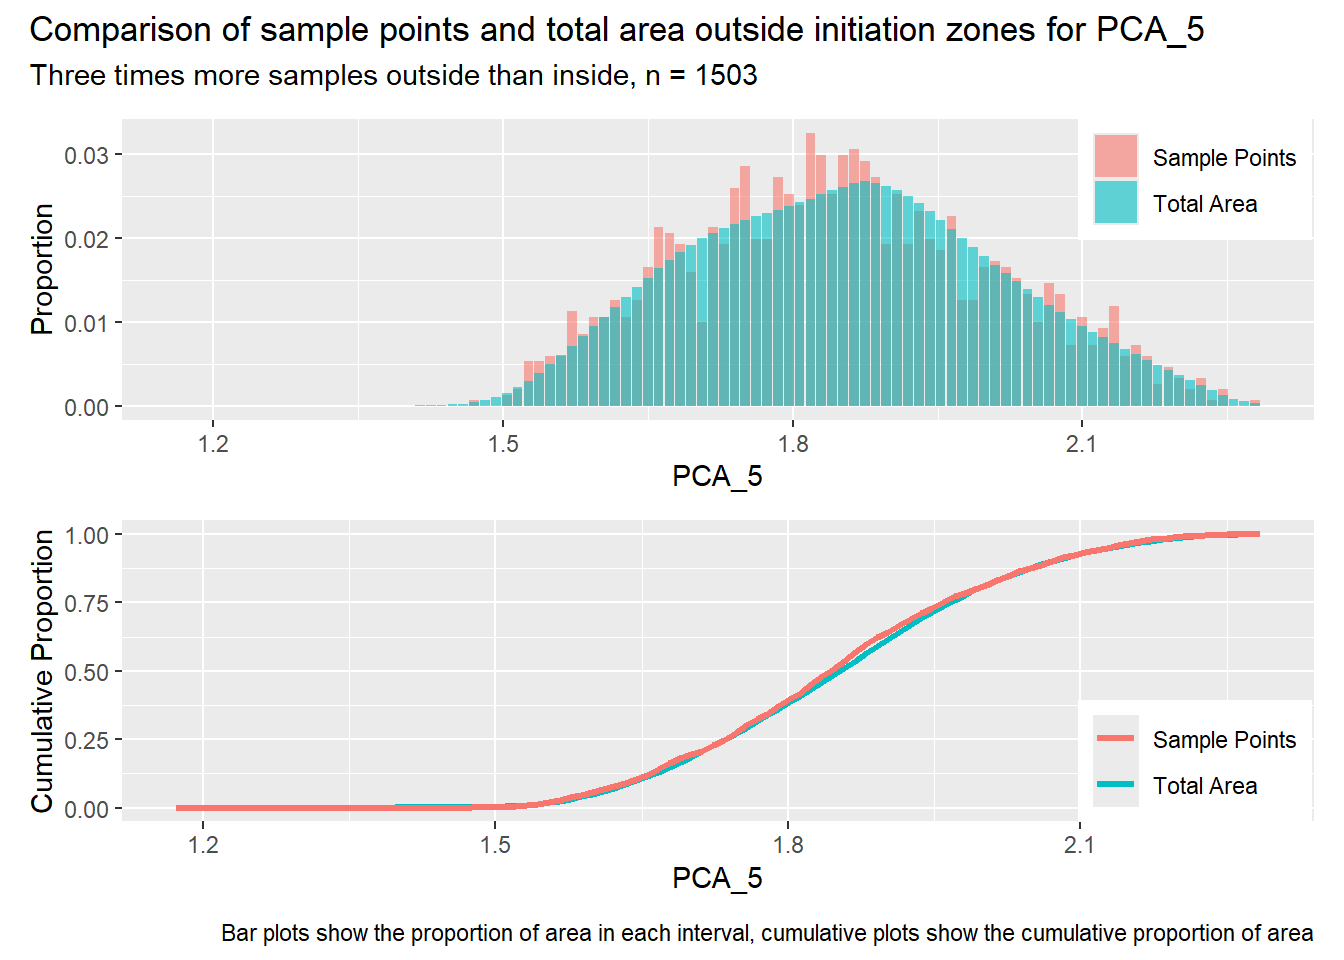 Comparison of sample points and total area outside initiation zones for PCA_5
Three times more samples outside than inside, n = 1503
Proportion
0.03
0.02
0.01
0.00
Sample Points
Total Area
1.2
1.5
1.8
2.1
PCA_5
Cumulative Proportion
1.00
0.75
0.50
0.25
0.00
Sample Points
Total Area
1.2
1.5
1.8
2.1
PCA_5
Bar plots show the proportion of area in each interval, cumulative plots show the cumulative proportion of area